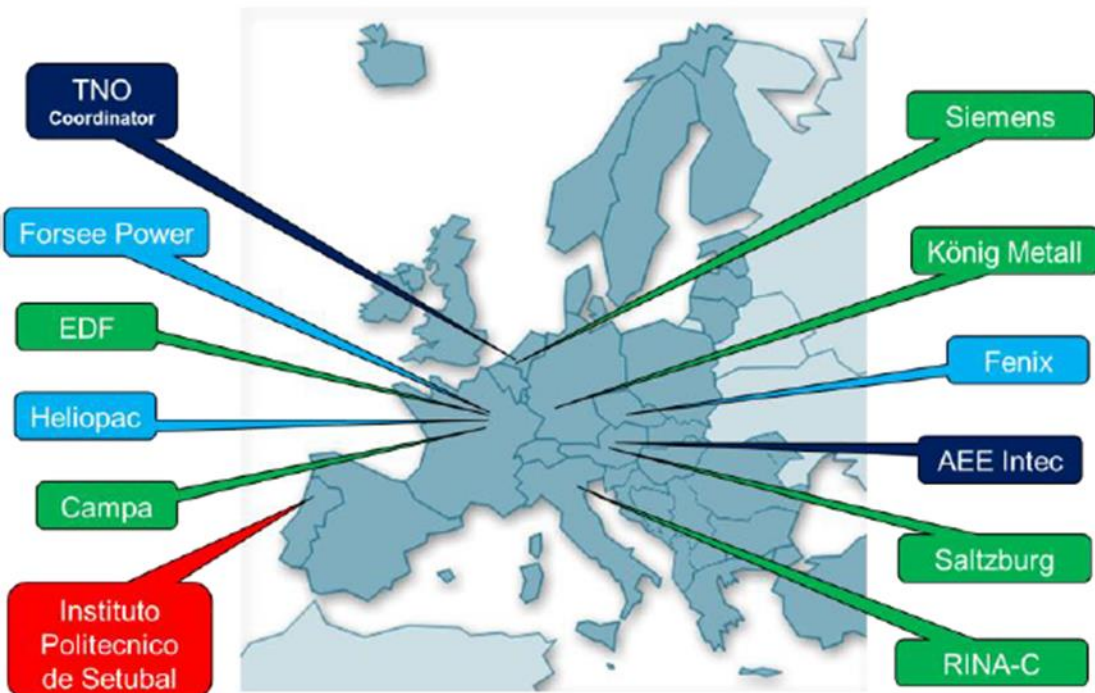 TNO
Coordinator
Forsee Power
EDF
Heliopac
Campa
Instituto
Politecnico
de Setubal
Siemens
König Metall
Fenix
AEE Intec
Saltzburg
RINA-C